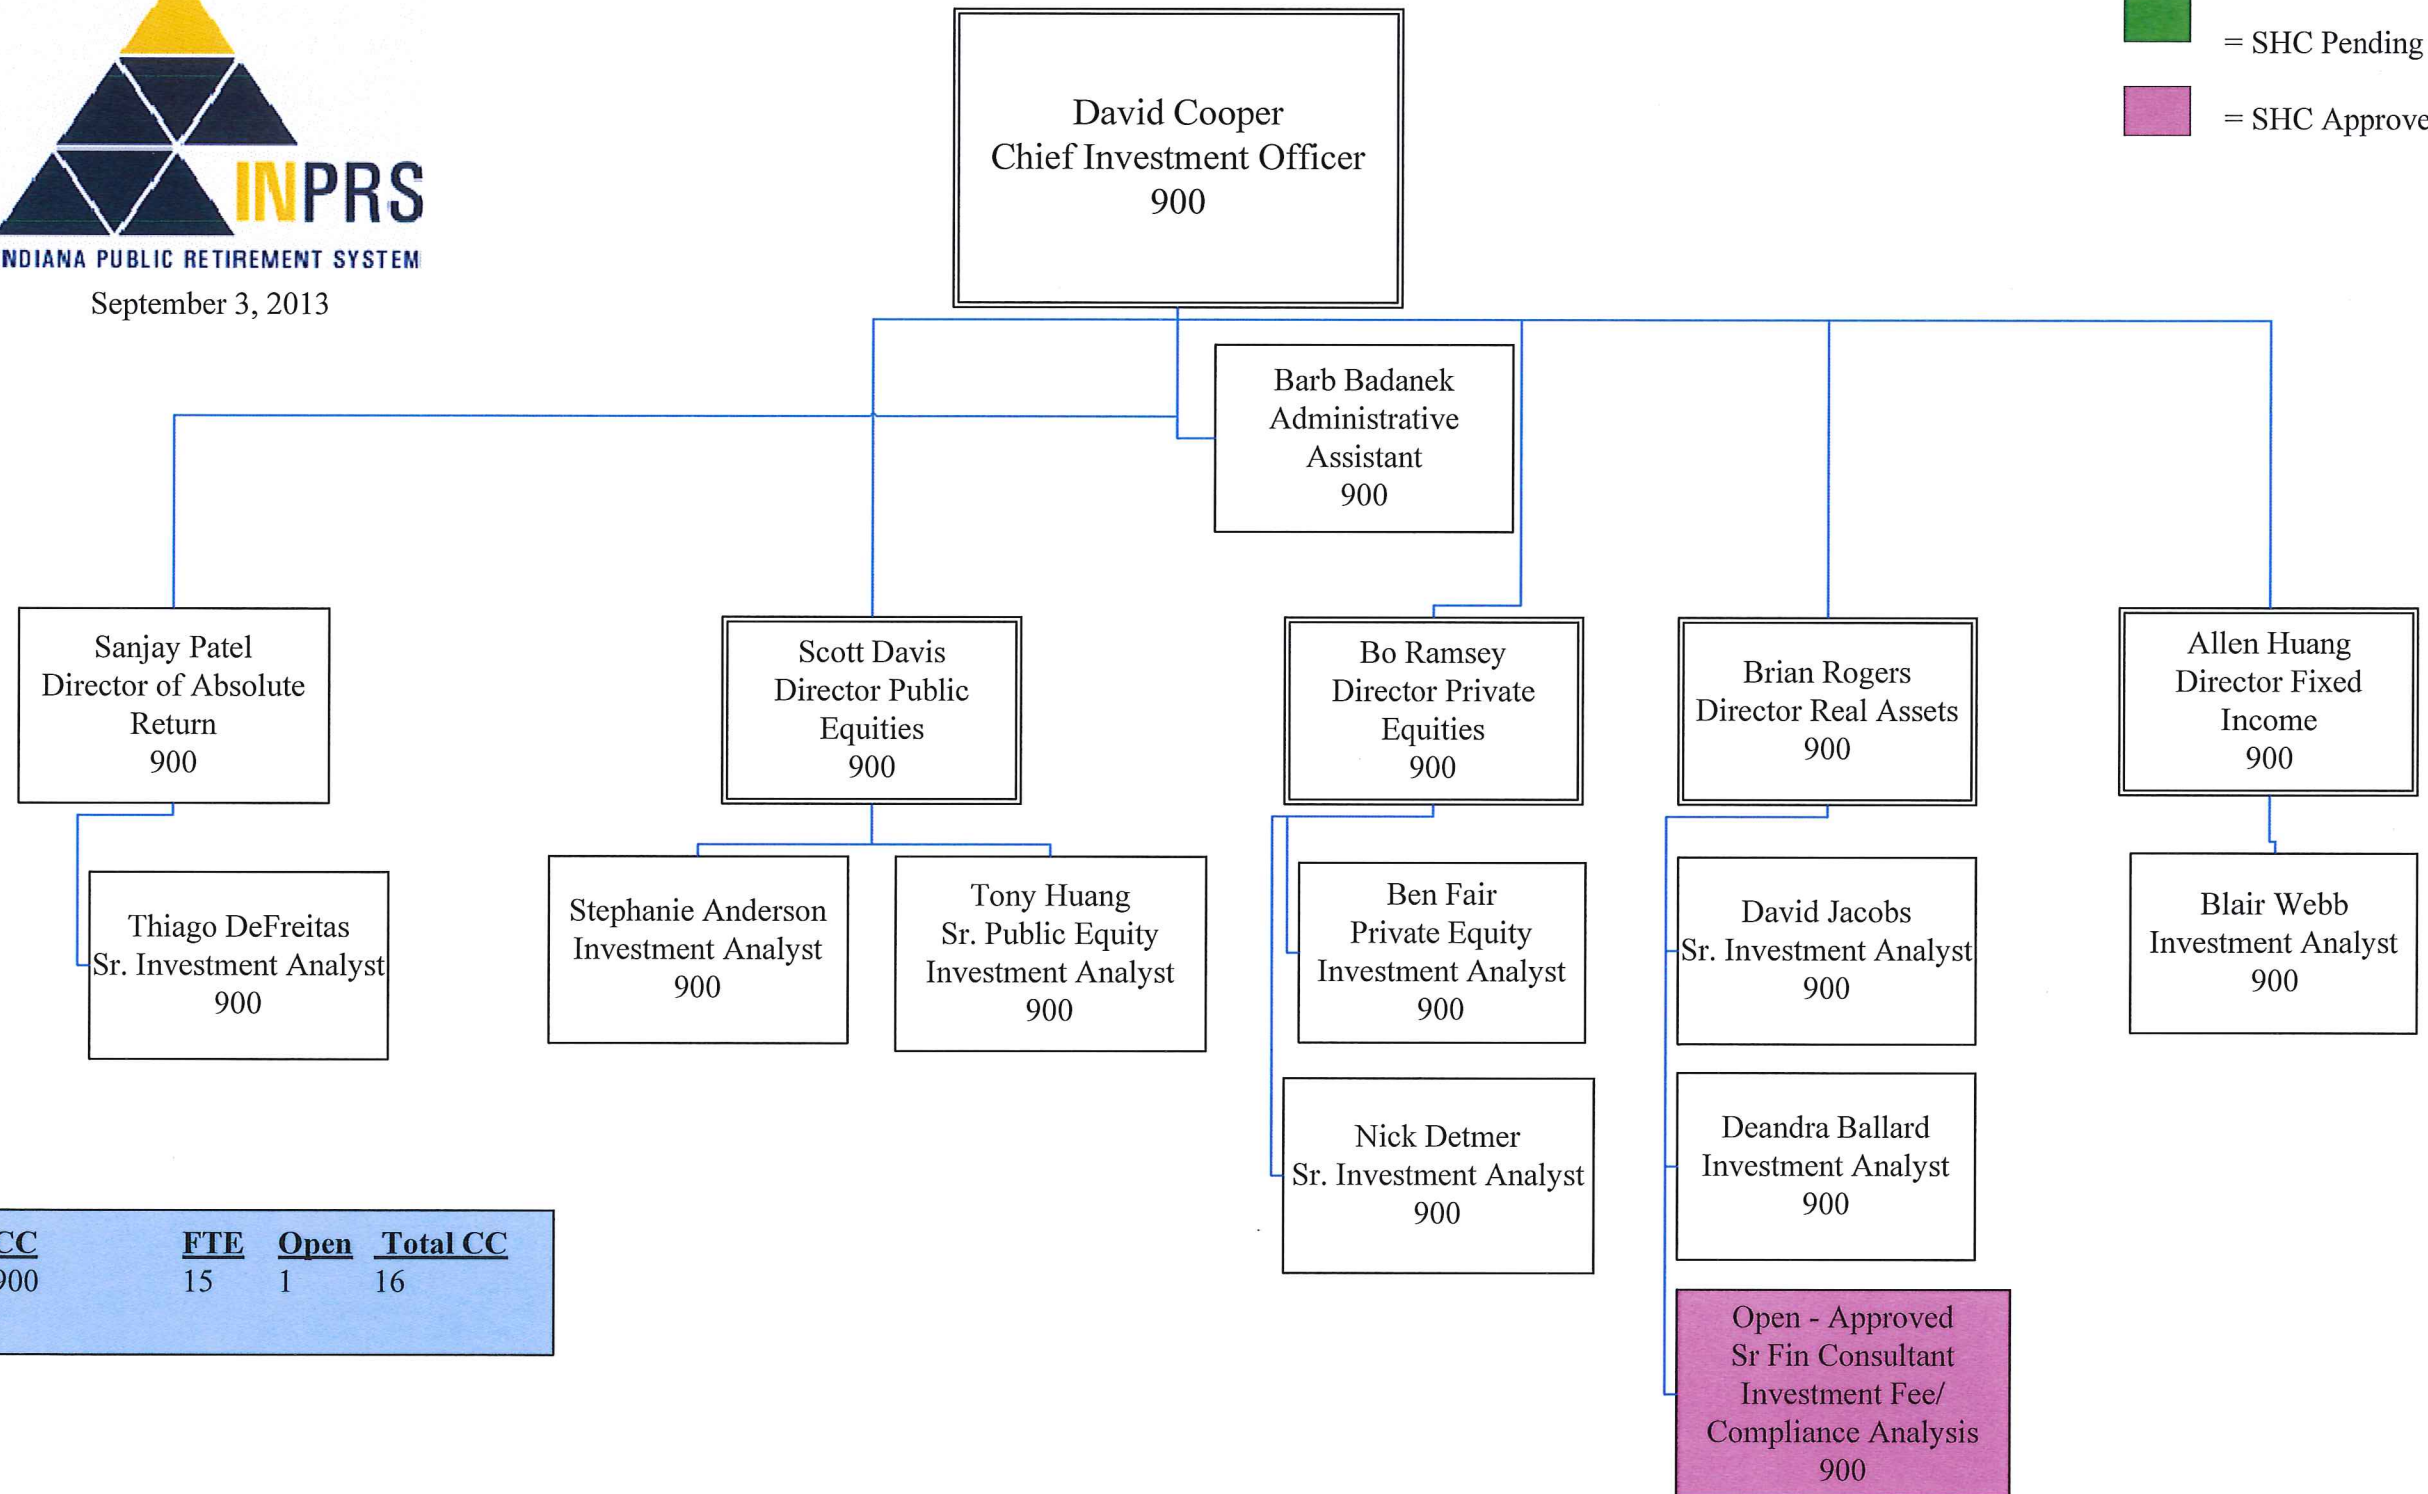 INPRS
NDIANA PUBLIC RETIREMENT SYSTEM
September 3, 2013
= SHC Pending
= SHC Approve
David Cooper
Chief Investment Officer
900
Barb Badanek
Administrative
Assistant
900
Sanjay Patel
Director of Absolute
Return
900
Scott Davis
Director Public
Equities
900
Bo Ramsey
Director Private
Equities
900
Brian Rogers
Director Real Assets
900
Allen Huang
Director Fixed
Income
900
Thiago DeFreitas
Sr. Investment Analyst
900
Stephanie Anderson
Investment Analyst
900
Tony Huang
Sr. Public Equity
Investment Analyst
900
Ben Fair
Private Equity
Investment Analyst
900
David Jacobs
Sr. Investment Analyst
900
Blair Webb
Investment Analyst
900
Nick Detmer
Sr. Investment Analyst
900
Deandra Ballard
Investment Analyst
900
Open - Approved
Sr Fin Consultant
Investment Fee/
Compliance Analysis
900
CC FTE Open Total CC
900 15 1 16